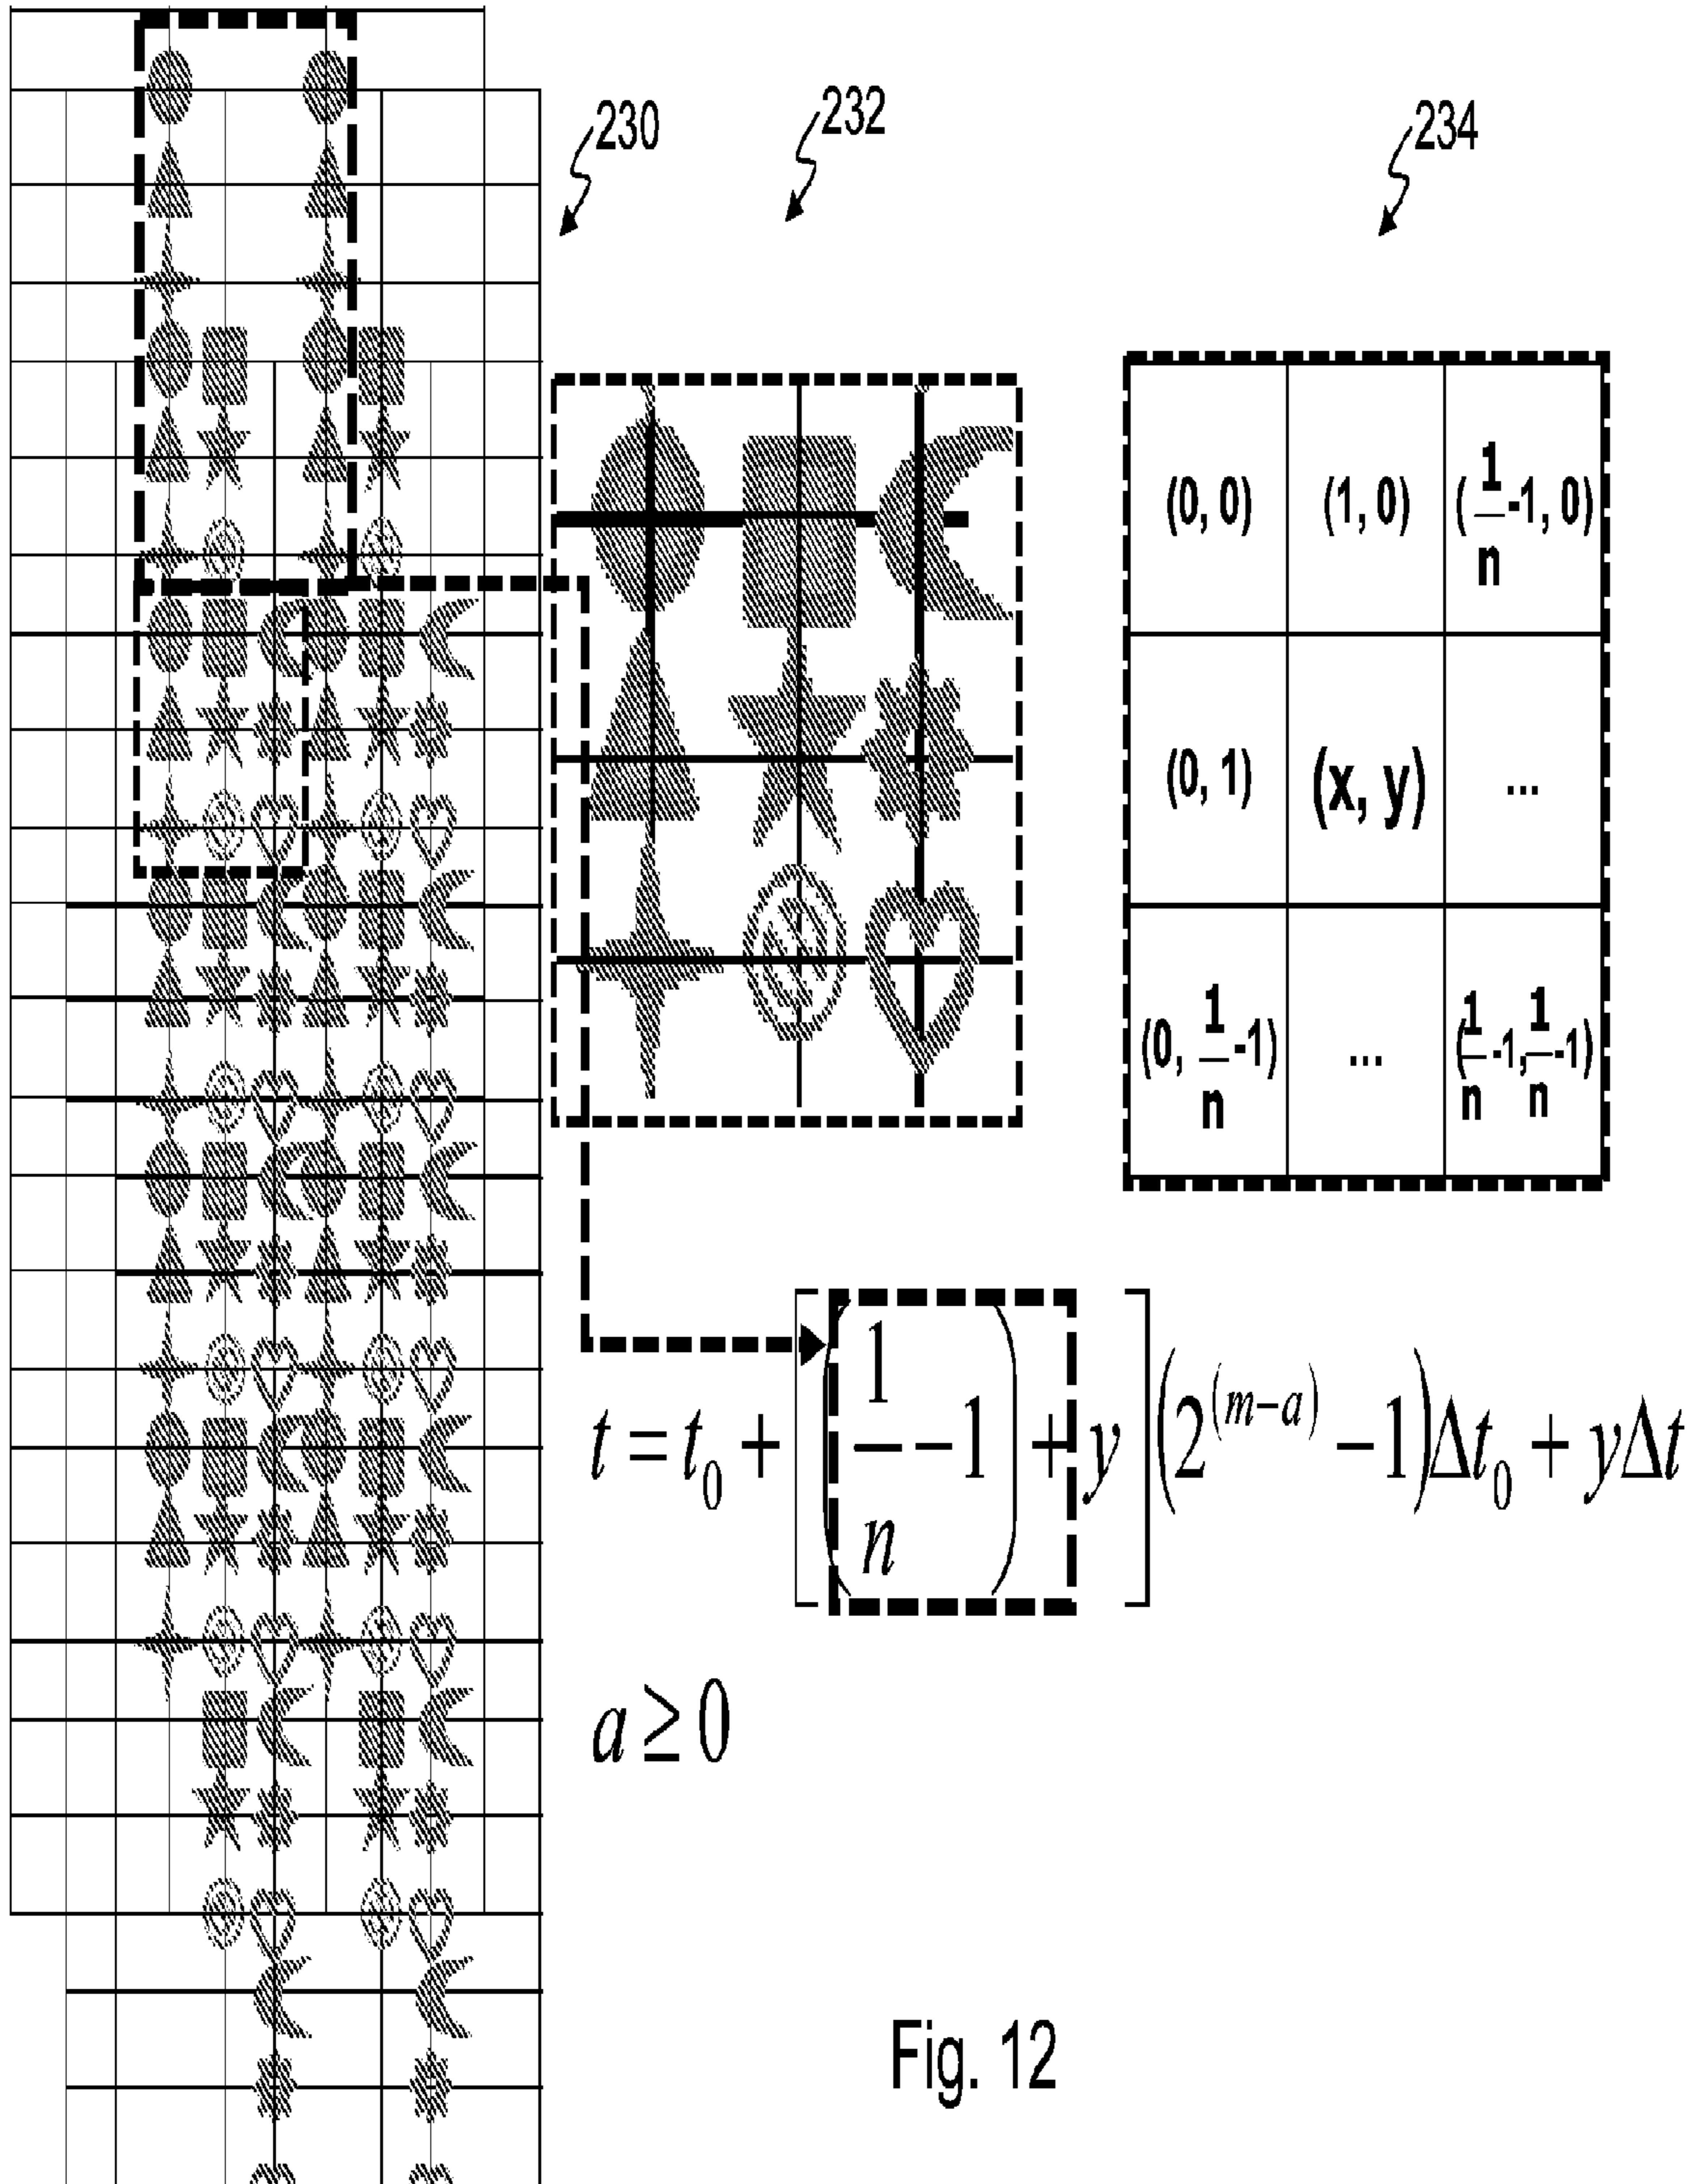 230
232
234
(0, 0) (1, 0) (1/n-1, 0)
(0, 1) (x, y) ...
(0, 1/n-1) ... (1/n-1, 1/n-1)
t = t₀ + [(1/n − 1) + y](2^(m−a) − 1)Δt₀ + yΔt
a ≥ 0
Fig. 12